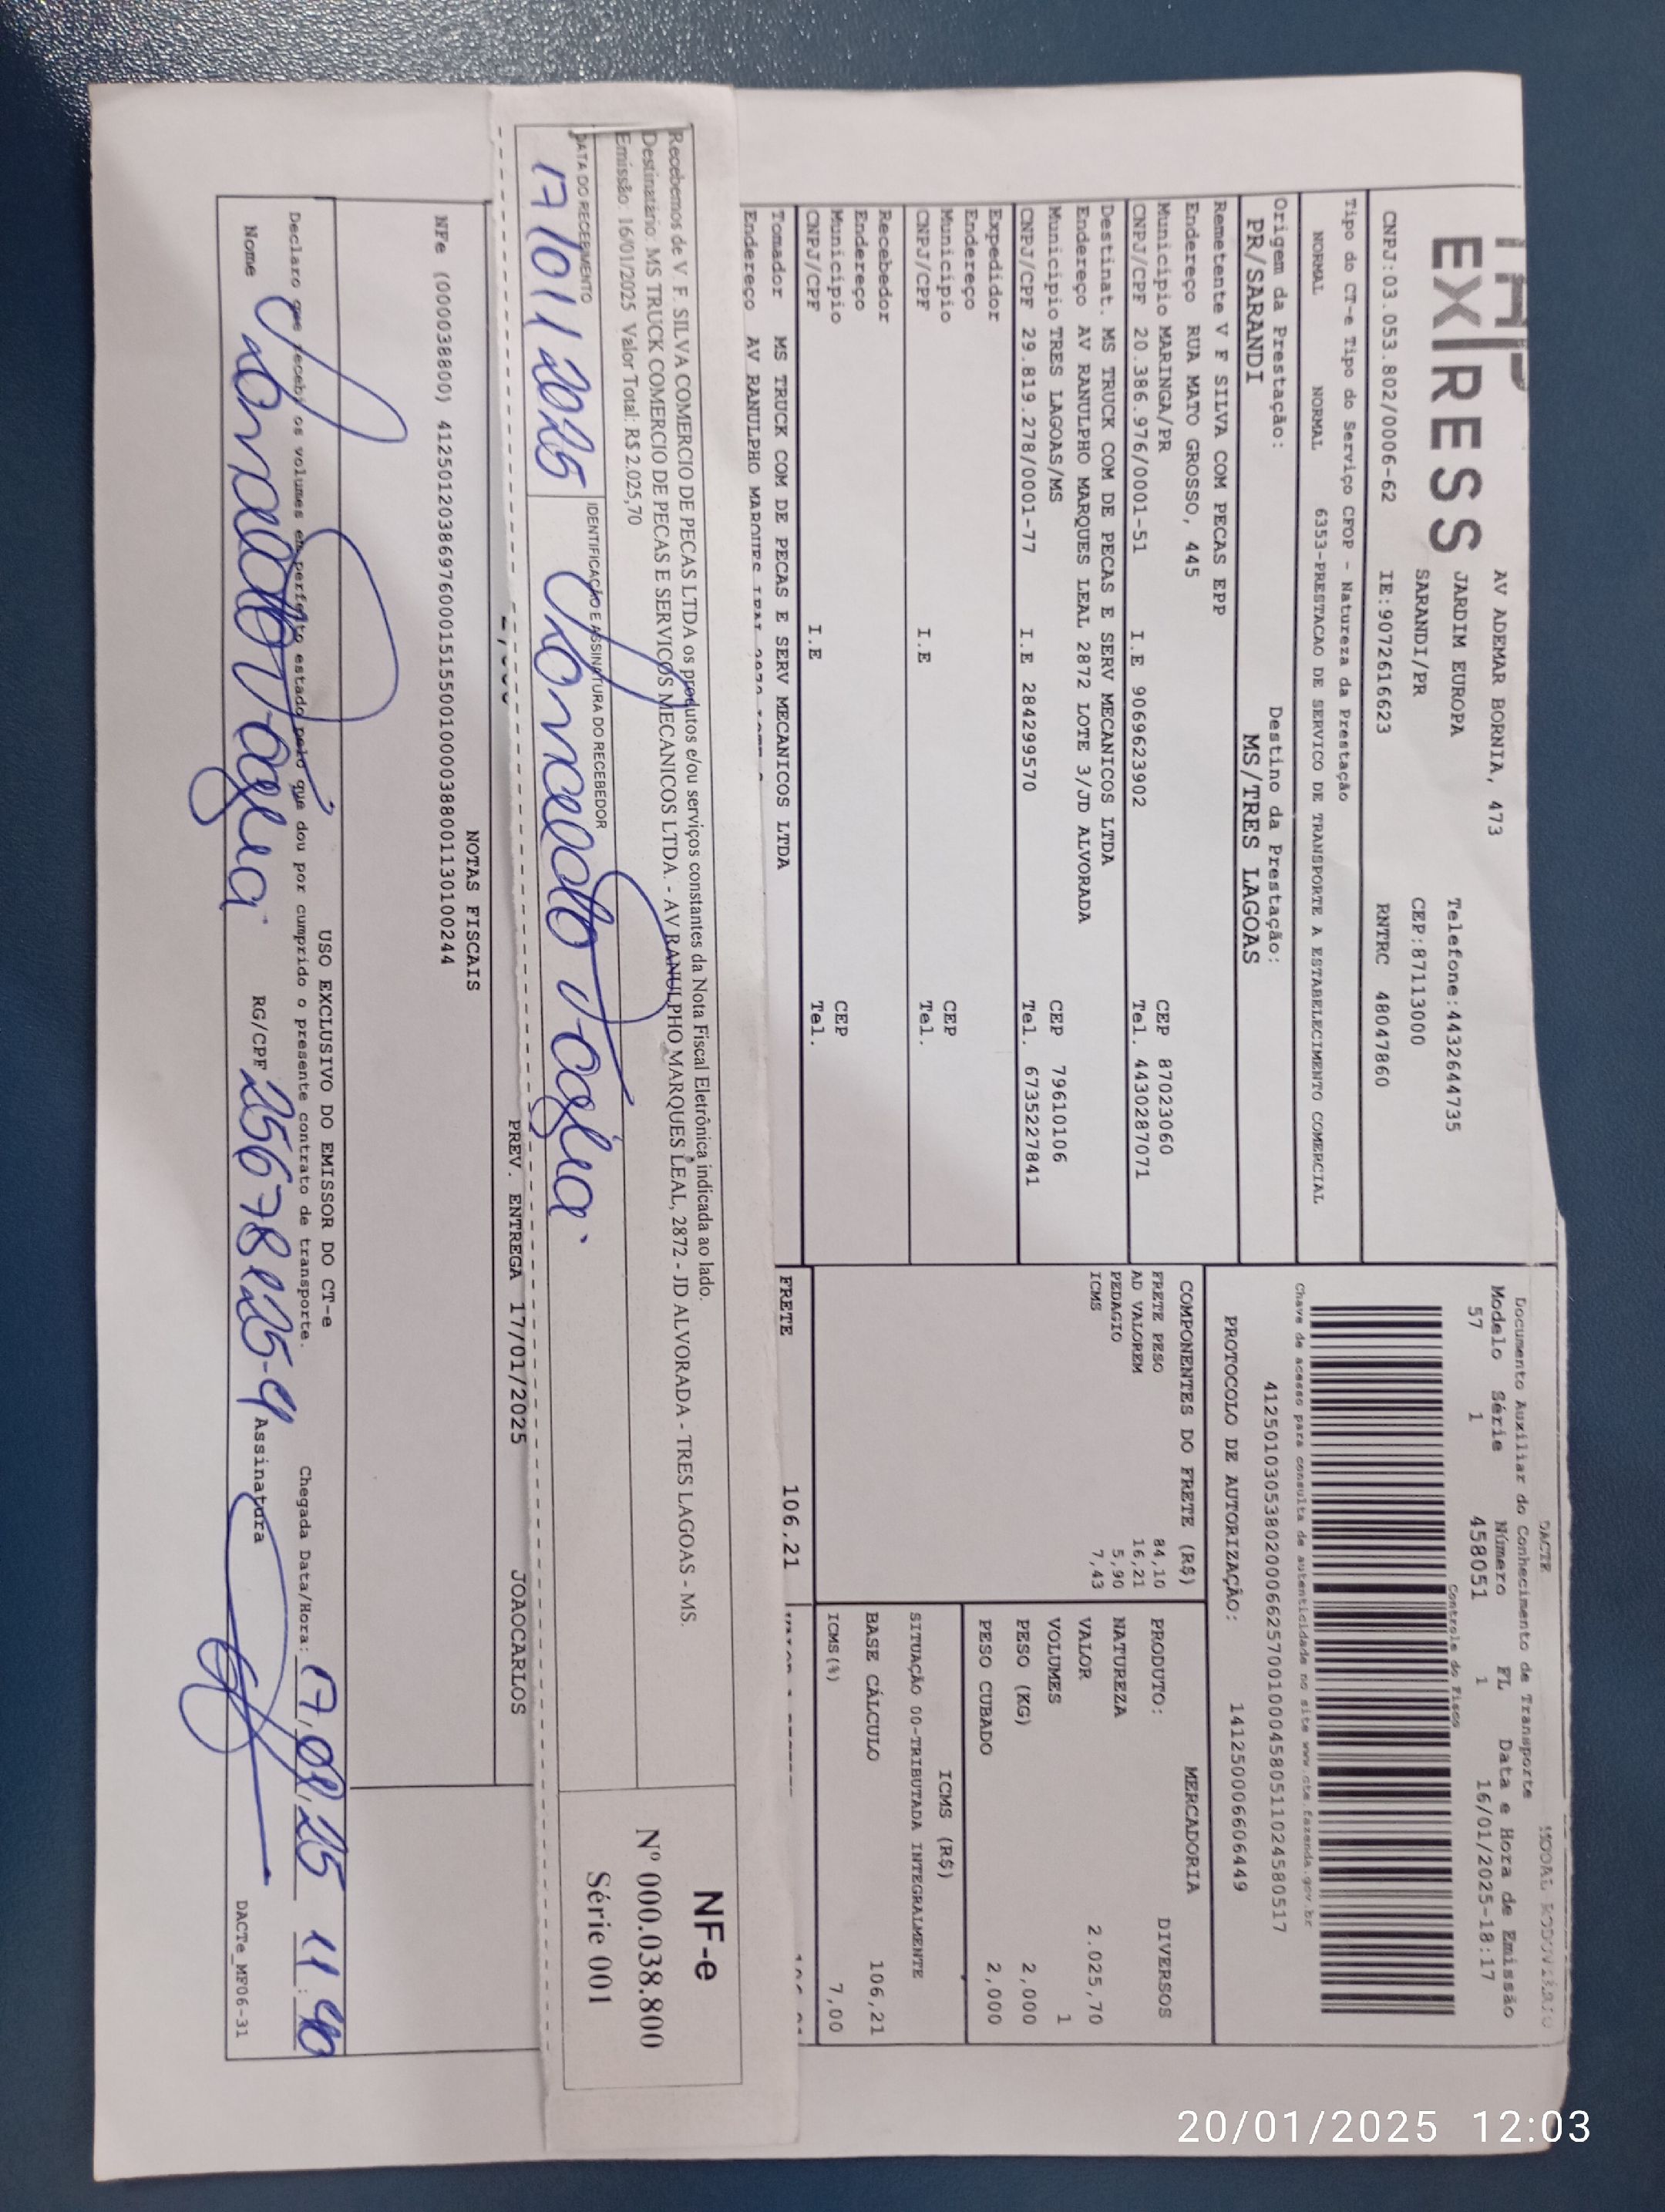 EXPRESS
AV ADEMAR BORNIA, 473
JARDIM EUROPA
Telefone:4432644735
SARANDI/PR
CEP:87113000
CNPJ:03.053.802/0006-62 IE:9072616623 RNTRC 48047860
Tipo do CT-e Tipo do Serviço CFOP - Natureza da Prestação
NORMAL NORMAL 6353-PRESTACAO DE SERVICO DE TRANSPORTE A ESTABELECIMENTO COMERCIAL
Origem da Prestação: Destino da Prestação:
PR/SARANDI MS/TRES LAGOAS
DACTE MODAL RODOVIÁRIO
Documento Auxiliar do Conhecimento de Transporte
Modelo Série Número FL Data e Hora de Emissão
57 1 458051 1 16/01/2025-18:17
Controle do Fisco
Chave de acesso para consulta de autenticidade no site www.cte.fazenda.gov.br
41250103053802000662570010004580511024580517
PROTOCOLO DE AUTORIZAÇÃO: 141250006606449
Remetente V F SILVA COM PECAS EPP
Endereço RUA MATO GROSSO, 445
Municipio MARINGA/PR CEP 87023060
CNPJ/CPF 20.386.976/0001-51 I.E 9069623902 Tel. 4430287071
Destinat. MS TRUCK COM DE PECAS E SERV MECANICOS LTDA
Endereço AV RANULPHO MARQUES LEAL 2872 LOTE 3/JD ALVORADA
Municipio TRES LAGOAS/MS CEP 79610106
CNPJ/CPF 29.819.278/0001-77 I.E 284299570 Tel. 6735227841
Expedidor
Endereço
Municipio CEP
CNPJ/CPF I.E Tel.
Recebedor
Endereço
Municipio CEP
CNPJ/CPF I.E Tel.
Tomador MS TRUCK COM DE PECAS E SERV MECANICOS LTDA
Endereço AV RANULPHO MARQUES LEAL 2872
COMPONENTES DO FRETE (R$)
FRETE PESO 84,10
AD VALOREM 16,21
PEDAGIO 5,90
ICMS 7,43
MERCADORIA
PRODUTO: DIVERSOS
NATUREZA
VALOR 2.025,70
VOLUMES 1
PESO (KG) 2,000
PESO CUBADO 2,000
ICMS (R$)
SITUAÇÃO 00-TRIBUTADA INTEGRALMENTE
BASE CÁLCULO 106,21
ICMS(%) 7,00
FRETE 106,21
Recebemos de V. F. SILVA COMERCIO DE PECAS LTDA os produtos e/ou serviços constantes da Nota Fiscal Eletrônica indicada ao lado.
Destinatário: MS TRUCK COMERCIO DE PECAS E SERVICOS MECANICOS LTDA. - AV RANULPHO MARQUES LEAL, 2872 - JD ALVORADA - TRES LAGOAS - MS.
Emissão: 16/01/2025 Valor Total: R$ 2.025,70
DATA DO RECEBIMENTO IDENTIFICAÇÃO E ASSINATURA DO RECEBEDOR
17/01/2025
NF-e
Nº 000.038.800
Série 001
PREV. ENTREGA 17/01/2025 JOAOCARLOS
NOTAS FISCAIS
NFe (000038800) 41250120386976000151550010000388001130100244
USO EXCLUSIVO DO EMISSOR DO CT-e
Declaro que recebi os volumes em perfeito estado pelo que dou por cumprido o presente contrato de transporte. Chegada Data/Hora: 17/01/25 11:40
Nome RG/CPF Assinatura
DACTe_MF06-31
20/01/2025 12:03